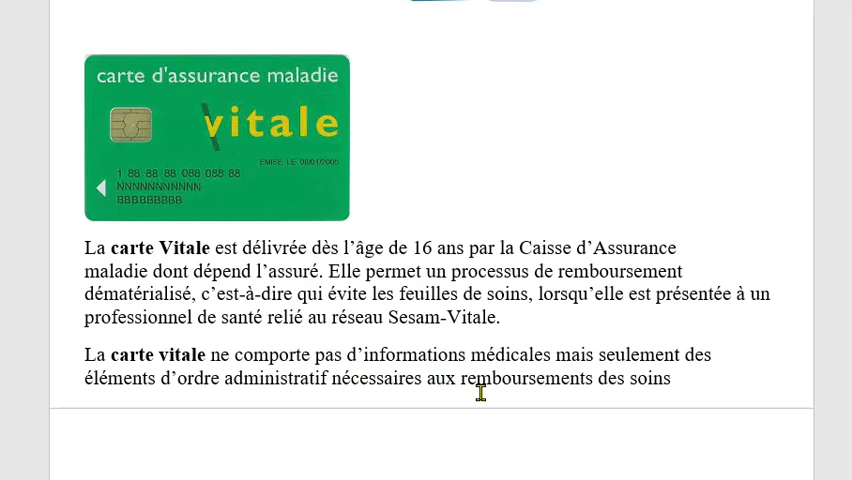 carte d'assurance maladie
vitale
EMISE LE 08/01/2005
1 88 88 88 088 088 88
NNNNNNNNNNN
BBBBBBBBB
La carte Vitale est délivrée dès l’âge de 16 ans par la Caisse d’Assurance
maladie dont dépend l’assuré. Elle permet un processus de remboursement
dématérialisé, c’est-à-dire qui évite les feuilles de soins, lorsqu’elle est présentée à un
professionnel de santé relié au réseau Sesam-Vitale.
La carte vitale ne comporte pas d’informations médicales mais seulement des
éléments d’ordre administratif nécessaires aux remboursements des soins